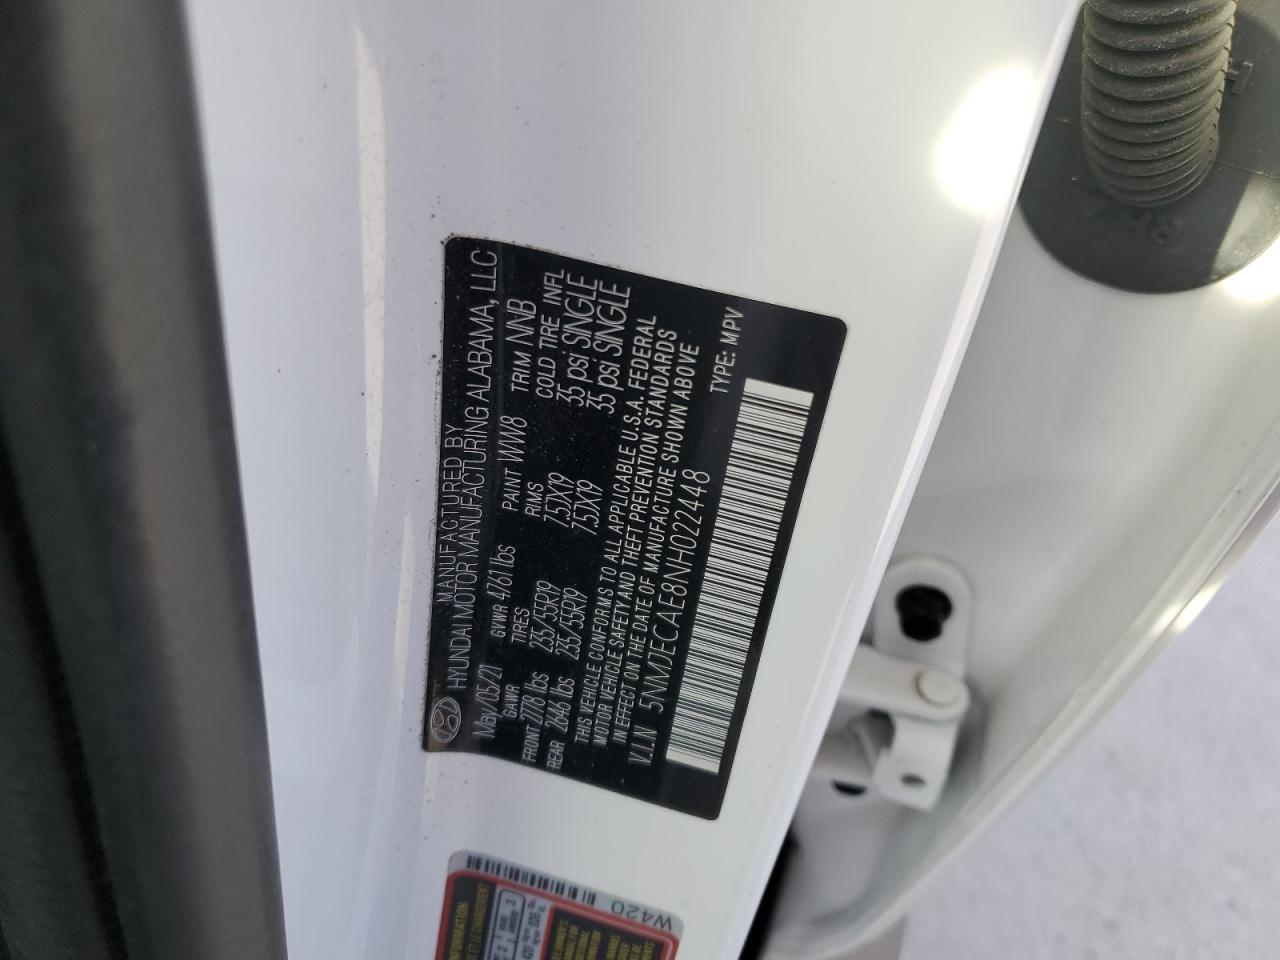 MANUFACTURED BY
HYUNDAI MOTOR MANUFACTURING ALABAMA, LLC
May/05/21 GVWR 4761 lbs PAINT WW8 TRIM NNB
GAWR TIRES RIMS COLD TIRE INFL
FRONT 2778 lbs 235/55R19 7.5JX19 35 psi SINGLE
REAR 2646 lbs 235/55R19 7.5JX19 35 psi SINGLE
THIS VEHICLE CONFORMS TO ALL APPLICABLE U.S.A. FEDERAL
MOTOR VEHICLE SAFETY AND THEFT PREVENTION STANDARDS
IN EFFECT ON THE DATE OF MANUFACTURE SHOWN ABOVE
V.I.N 5NMJECAE8NH022448 TYPE: MPV
W420